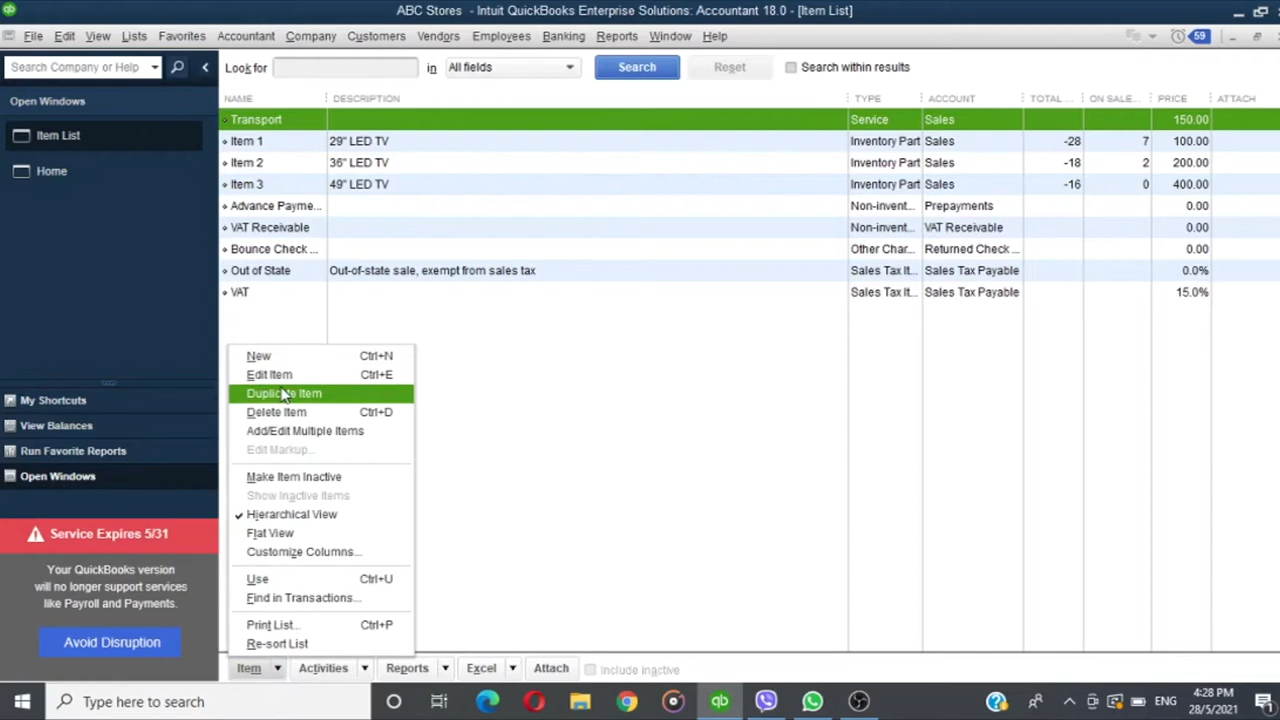 ABC Stores - Intuit QuickBooks Enterprise Solutions: Accountant 18.0 - [Item List]
File Edit View Lists Favorites Accountant Company Customers Vendors Employees Banking Reports Window Help 59
Search Company or Help
Look for in All fields Search Reset Search within results
Open Windows
NAME DESCRIPTION TYPE ACCOUNT TOTAL ... ON SALE... PRICE ATTACH
Transport Service Sales 150.00
Item List
Item 1 29" LED TV Inventory Part Sales -28 7 100.00
Item 2 36" LED TV Inventory Part Sales -18 2 200.00
Home
Item 3 49" LED TV Inventory Part Sales -16 0 400.00
Advance Payme... Non-invent... Prepayments 0.00
VAT Receivable Non-invent... VAT Receivable 0.00
Bounce Check ... Other Char... Returned Check ... 0.00
Out of State Out-of-state sale, exempt from sales tax Sales Tax It... Sales Tax Payable 0.0%
VAT Sales Tax It... Sales Tax Payable 15.0%
New Ctrl+N
Edit Item Ctrl+E
Duplicate Item
Delete Item Ctrl+D
Add/Edit Multiple Items
Edit Markup...
Make Item Inactive
Show Inactive Items
Hierarchical View
Flat View
Customize Columns...
Use Ctrl+U
Find in Transactions...
Print List... Ctrl+P
Re-sort List
My Shortcuts
View Balances
Run Favorite Reports
Open Windows
Service Expires 5/31
Your QuickBooks version
will no longer support services
like Payroll and Payments.
Avoid Disruption
Item Activities Reports Excel Attach Include inactive
Type here to search
qb
ENG
4:28 PM
28/5/2021